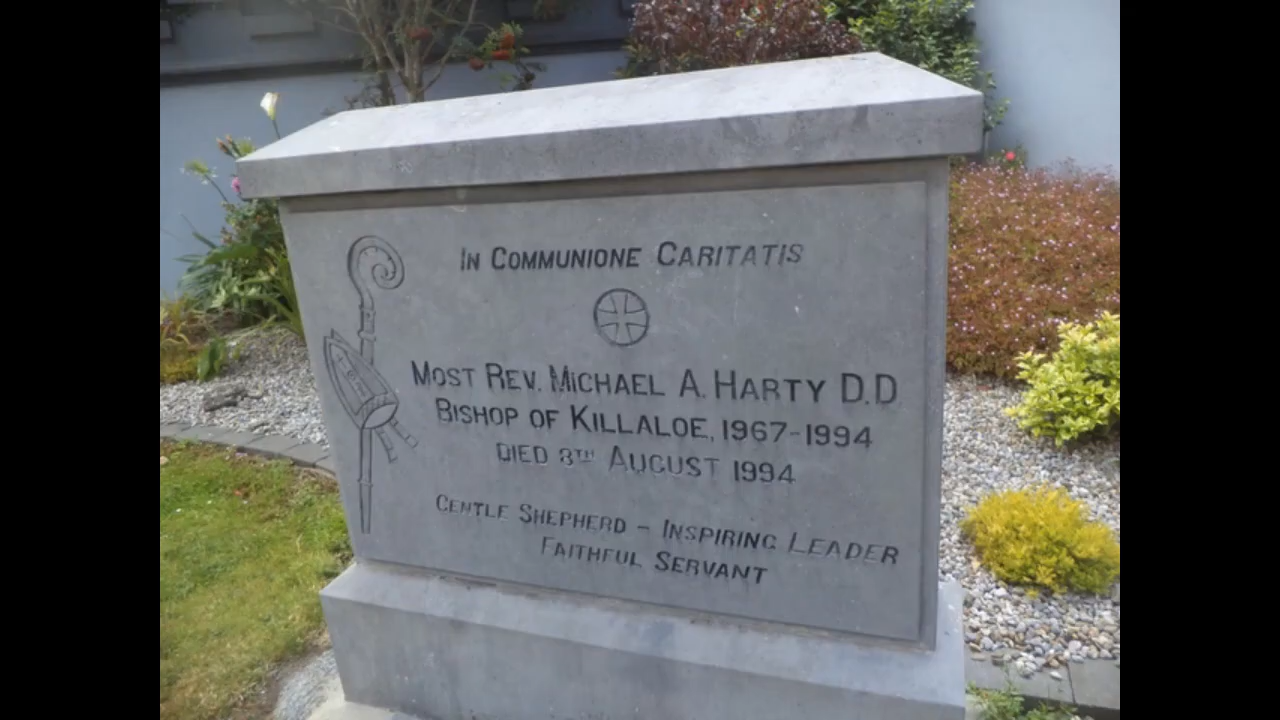 IN COMMUNIONE CARITATIS
MOST REV. MICHAEL A. HARTY D.D
BISHOP OF KILLALOE, 1967-1994
DIED 8TH AUGUST 1994
GENTLE SHEPHERD - INSPIRING LEADER
FAITHFUL SERVANT